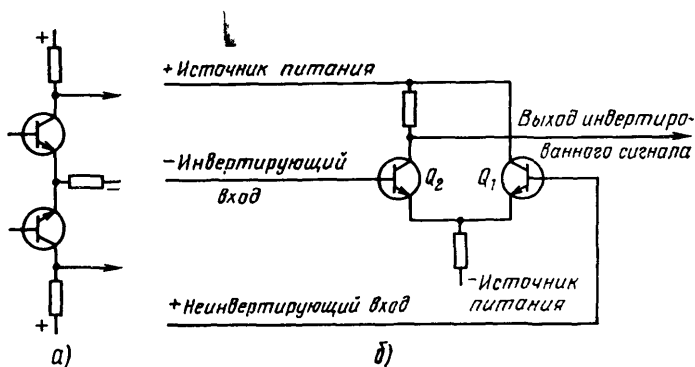 +
+Источник питания
Выход инвертиро-
ванного сигнала
-Инвертирующий
вход
Q₂
Q₁
-
-Источник
питания
+Неинвертирующий вход
+
а)
б)